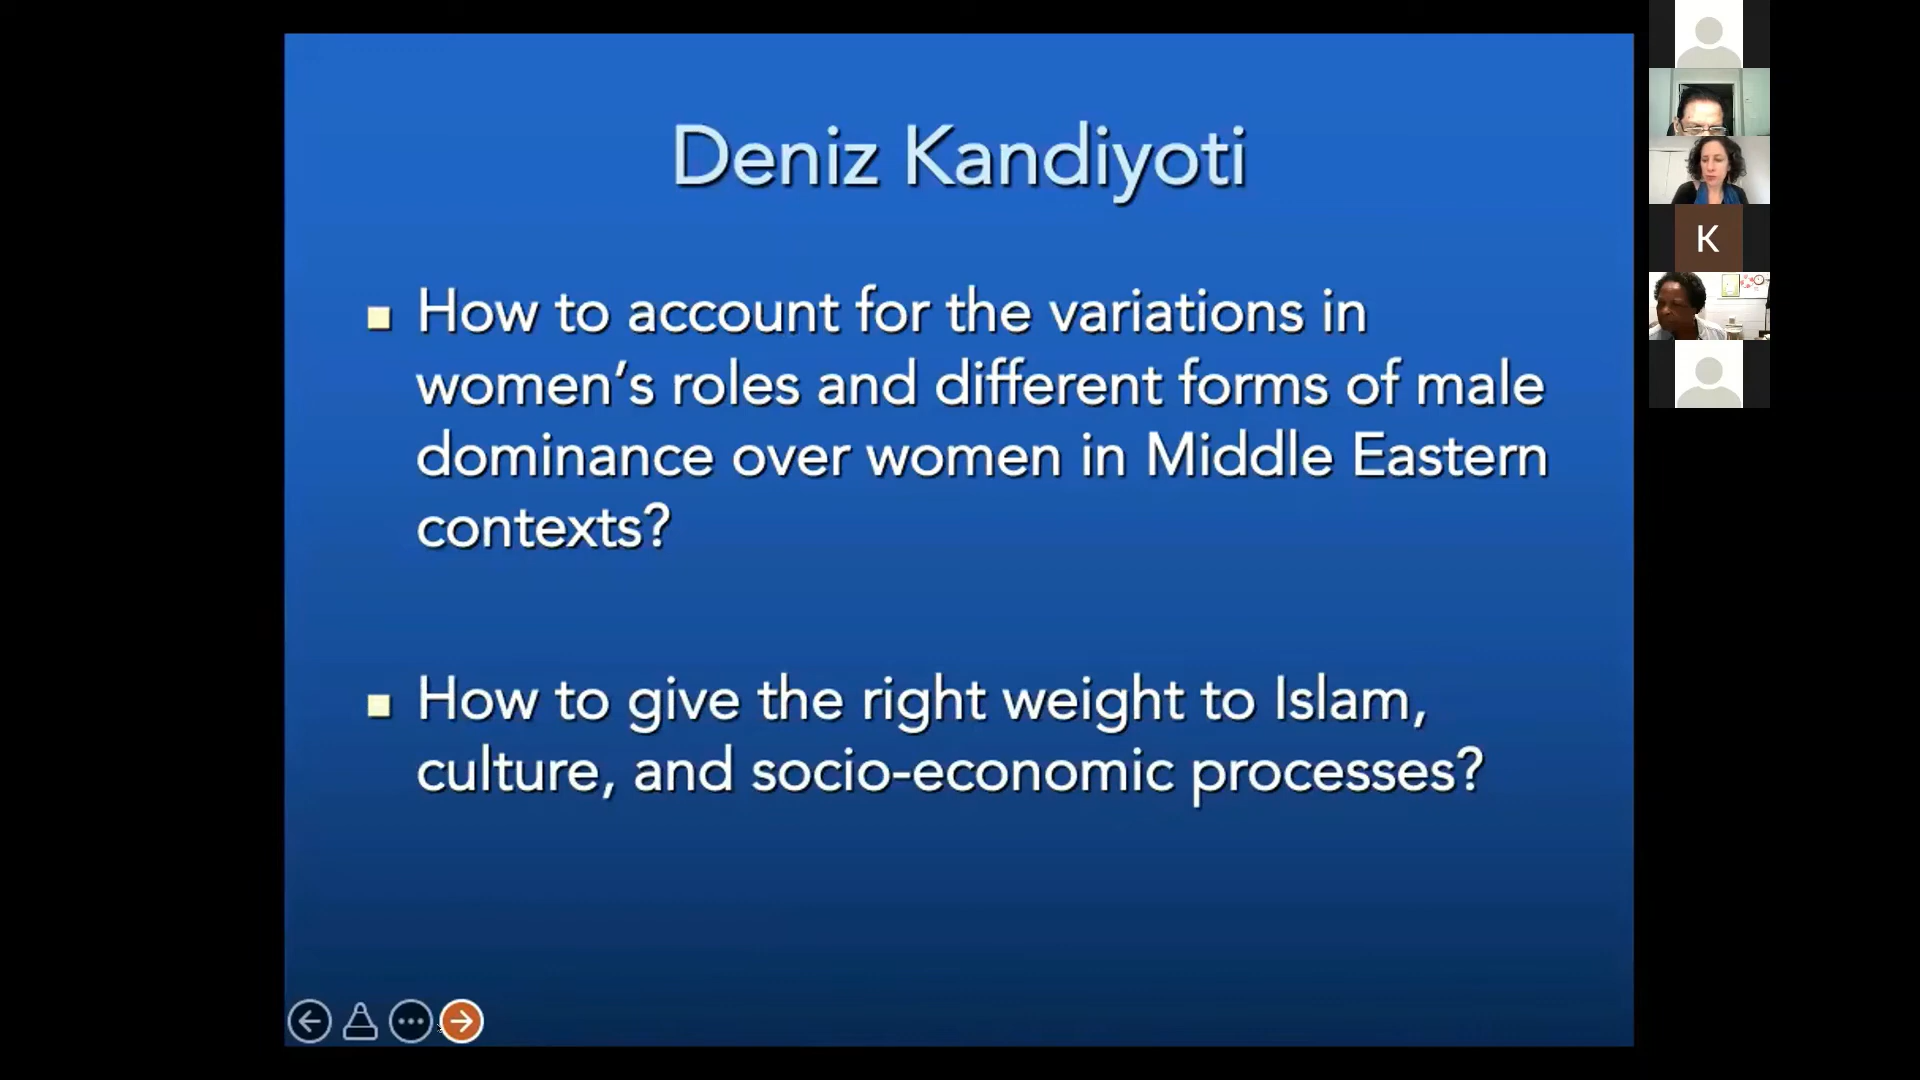 Deniz Kandiyoti
How to account for the variations in
women’s roles and different forms of male
dominance over women in Middle Eastern
contexts?
How to give the right weight to Islam,
culture, and socio-economic processes?
K